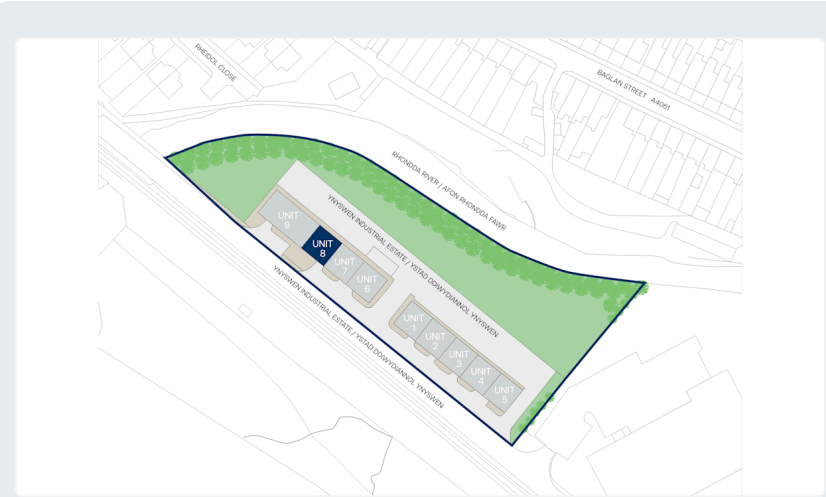 RHEIDOL CLOSE
BAGLAN STREET A4061
RHONDDA RIVER / AFON RHONDDA FAWR
YNYSWEN INDUSTRIAL ESTATE / YSTAD DDIWYDIANNOL YNYSWEN
UNIT
9
UNIT
8
UNIT
7
UNIT
6
YNYSWEN INDUSTRIAL ESTATE / YSTAD DDIWYDIANNOL YNYSWEN
UNIT
1
UNIT
2
UNIT
3
UNIT
4
UNIT
5